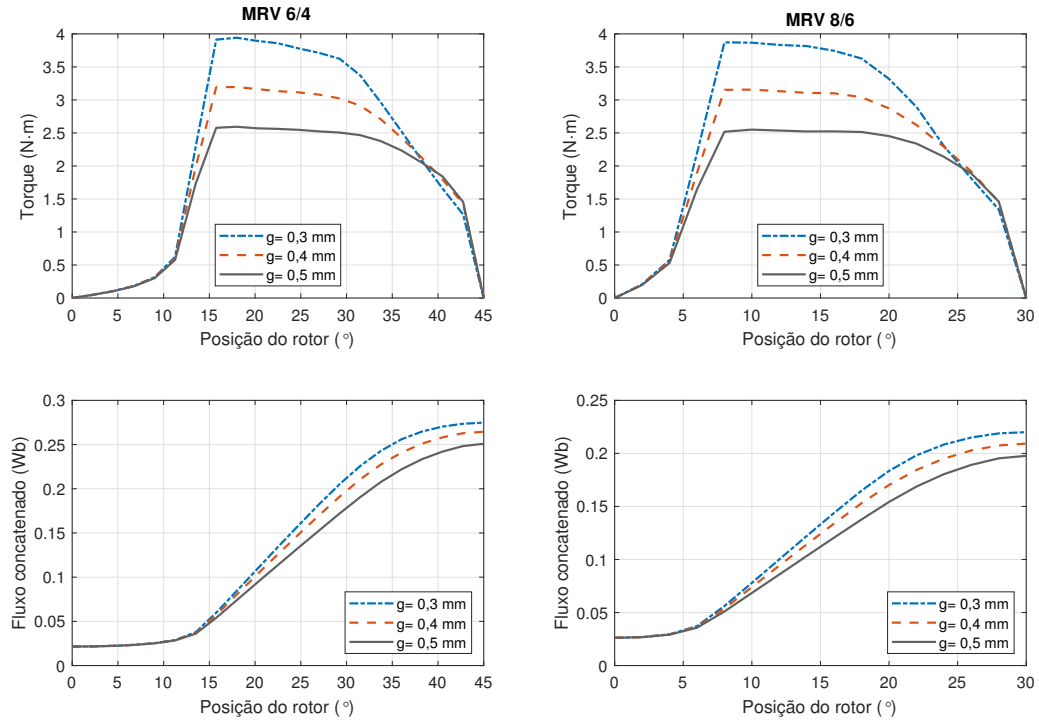 MRV 6/4
Torque (N·m)
4
3.5
3
2.5
2
1.5
1
0.5
0
g= 0,3 mm
g= 0,4 mm
g= 0,5 mm
0 5 10 15 20 25 30 35 40 45
Posição do rotor (°)
MRV 8/6
Torque (N·m)
4
3.5
3
2.5
2
1.5
1
0.5
0
g= 0,3 mm
g= 0,4 mm
g= 0,5 mm
0 5 10 15 20 25 30
Posição do rotor (°)
Fluxo concatenado (Wb)
0.3
0.25
0.2
0.15
0.1
0.05
0
g= 0,3 mm
g= 0,4 mm
g= 0,5 mm
0 5 10 15 20 25 30 35 40 45
Posição do rotor (°)
Fluxo concatenado (Wb)
0.25
0.2
0.15
0.1
0.05
0
g= 0,3 mm
g= 0,4 mm
g= 0,5 mm
0 5 10 15 20 25 30
Posição do rotor (°)